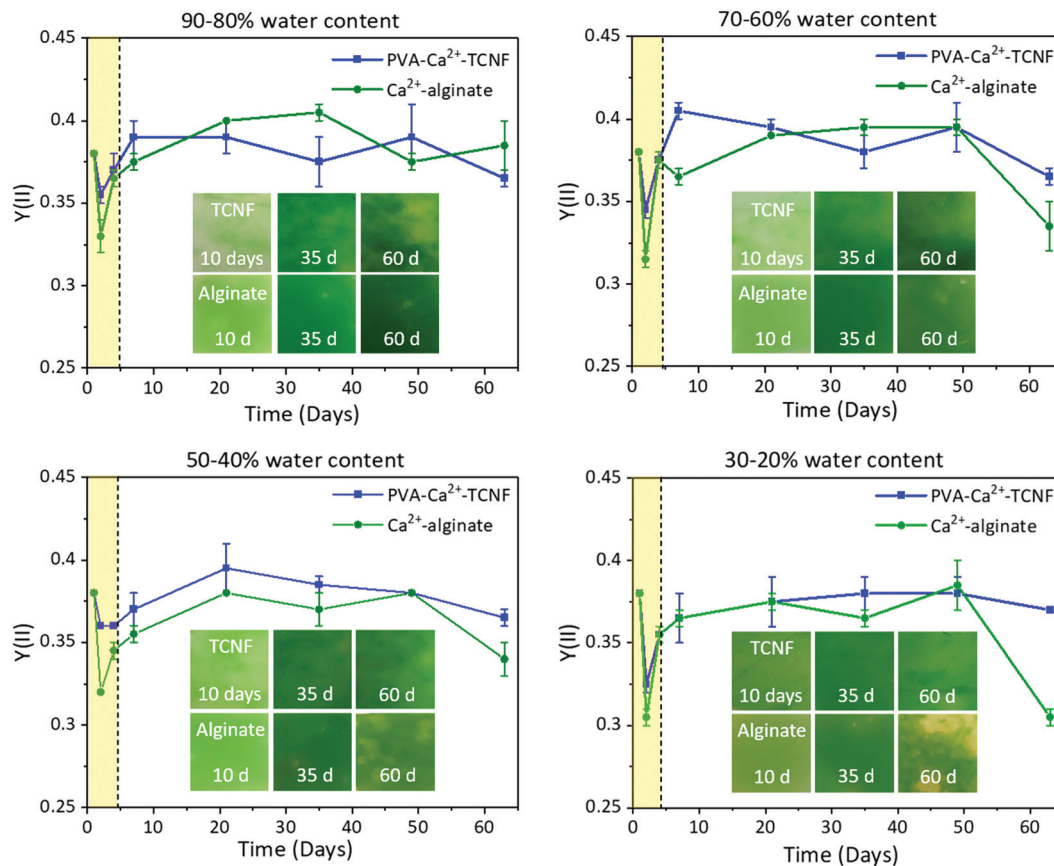 90-80% water content
0.45
0.4
0.35
0.3
0.25
Y(II)
PVA-Ca²⁺-TCNF
Ca²⁺-alginate
TCNF
10 days
35 d
60 d
Alginate
10 d
35 d
60 d
0 10 20 30 40 50 60
Time (Days)
70-60% water content
0.45
0.4
0.35
0.3
0.25
Y(II)
PVA-Ca²⁺-TCNF
Ca²⁺-alginate
TCNF
10 days
35 d
60 d
Alginate
10 d
35 d
60 d
0 10 20 30 40 50 60
Time (Days)
50-40% water content
0.45
0.4
0.35
0.3
0.25
Y(II)
PVA-Ca²⁺-TCNF
Ca²⁺-alginate
TCNF
10 days
35 d
60 d
Alginate
10 d
35 d
60 d
0 10 20 30 40 50 60
Time (Days)
30-20% water content
0.45
0.4
0.35
0.3
0.25
Y(II)
PVA-Ca²⁺-TCNF
Ca²⁺-alginate
TCNF
10 days
35 d
60 d
Alginate
10 d
35 d
60 d
0 10 20 30 40 50 60
Time (Days)